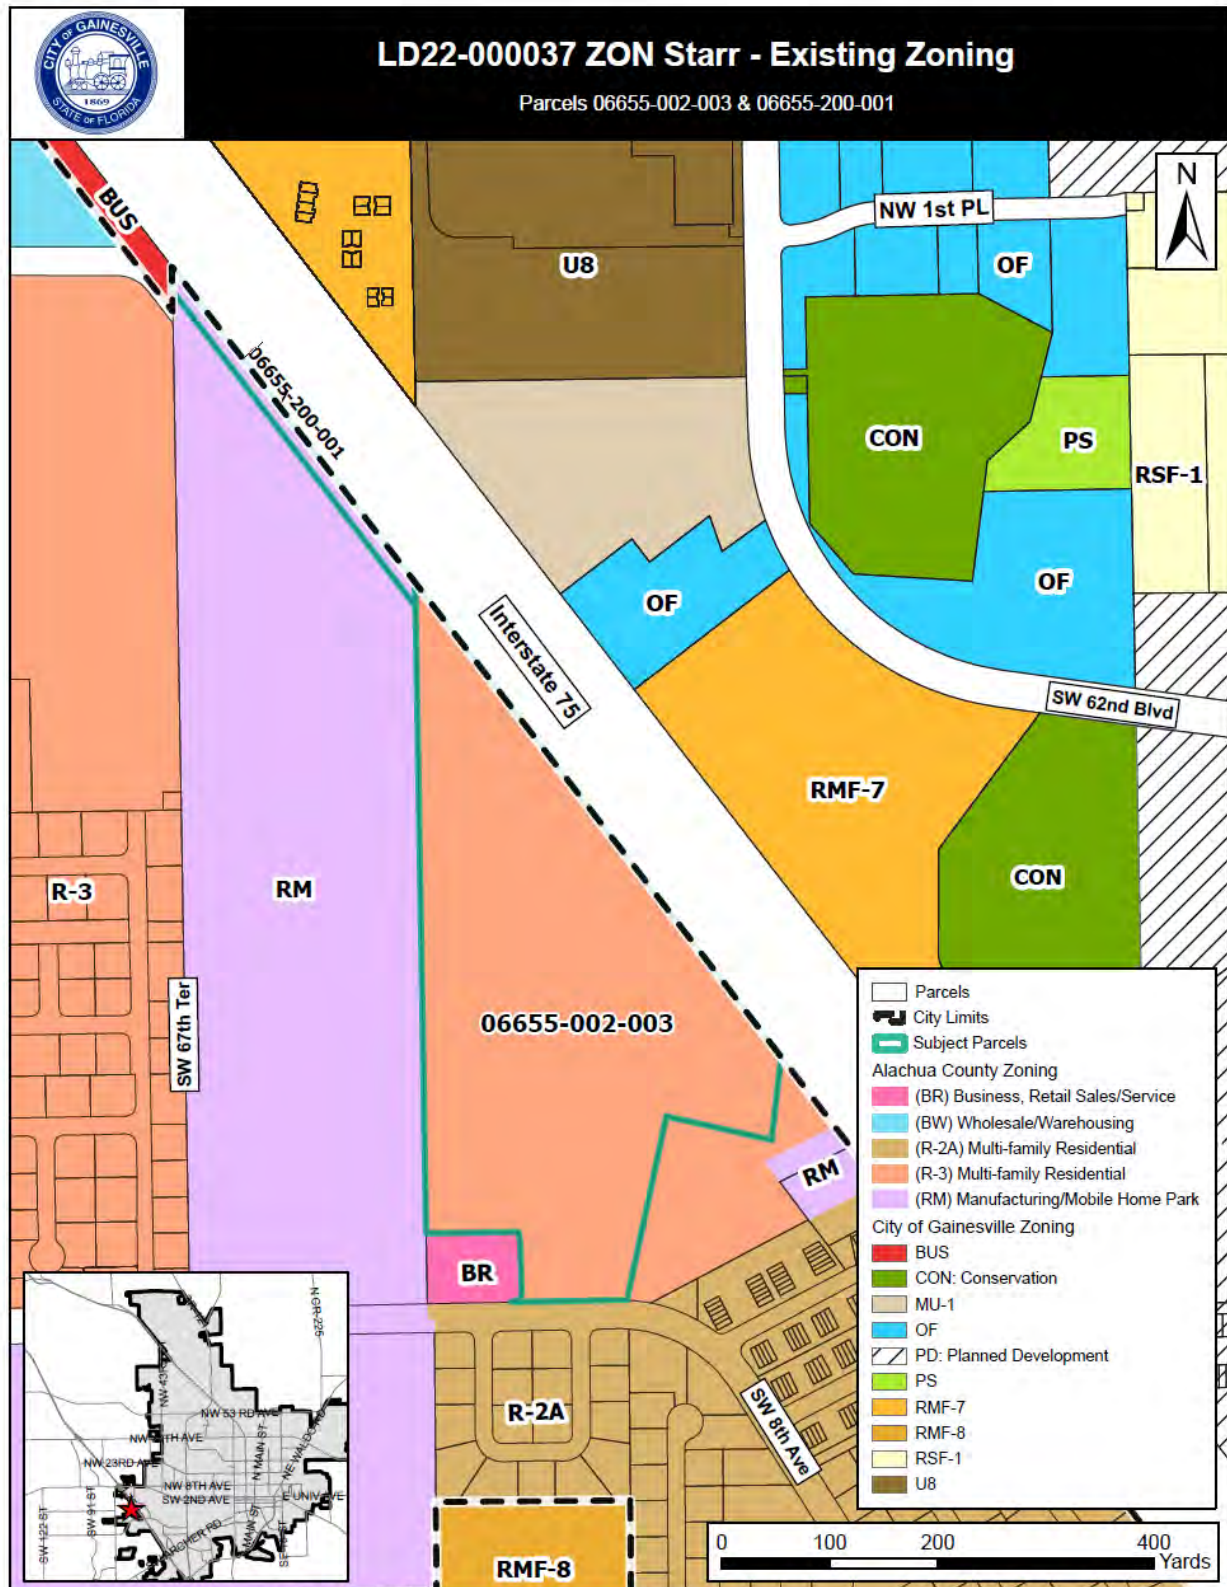 CITY OF GAINESVILLE
1869
STATE OF FLORIDA
LD22-000037 ZON Starr - Existing Zoning
Parcels 06655-002-003 & 06655-200-001
N
BUS
NW 1st PL
U8
OF
06655-200-001
CON
PS
RSF-1
OF
OF
Interstate 75
SW 62nd Blvd
RMF-7
R-3
RM
CON
SW 67th Ter
06655-002-003
RM
BR
R-2A
SW 8th Ave
RMF-8
Parcels
City Limits
Subject Parcels
Alachua County Zoning
(BR) Business, Retail Sales/Service
(BW) Wholesale/Warehousing
(R-2A) Multi-family Residential
(R-3) Multi-family Residential
(RM) Manufacturing/Mobile Home Park
City of Gainesville Zoning
BUS
CON: Conservation
MU-1
OF
PD: Planned Development
PS
RMF-7
RMF-8
RSF-1
U8
N CR-225
NW 53 RD AVE
NW 23RD AVE
NW 8TH AVE
SW 2ND AVE
N MAIN ST
SW 122 ST
SW 91 ST
ARCHER RD
0 100 200 400
Yards